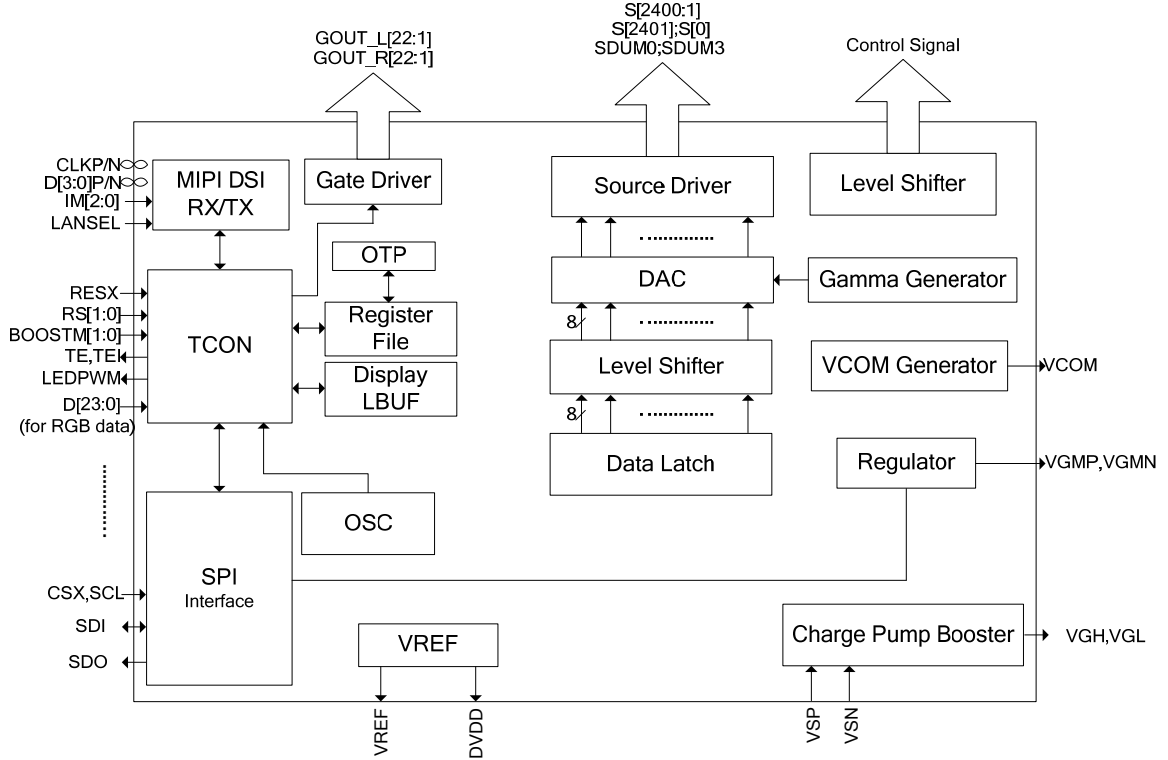 S[2400:1]
S[2401];S[0]
SDUM0;SDUM3
GOUT_L[22:1]
GOUT_R[22:1]
Control Signal
CLKP/N
D[3:0]P/N
IM[2:0]
LANSEL
MIPI DSI
RX/TX
Gate Driver
Source Driver
Level Shifter
OTP
DAC
Gamma Generator
RESX
RS[1:0]
BOOSTM[1:0]
TE,TEI
LEDPWM
D[23:0]
(for RGB data)
TCON
Register
File
Display
LBUF
8
Level Shifter
VCOM Generator
VCOM
8
Data Latch
Regulator
VGMP,VGMN
OSC
SPI
Interface
CSX,SCL
SDI
SDO
VREF
Charge Pump Booster
VGH,VGL
VREF
DVDD
VSP
VSN